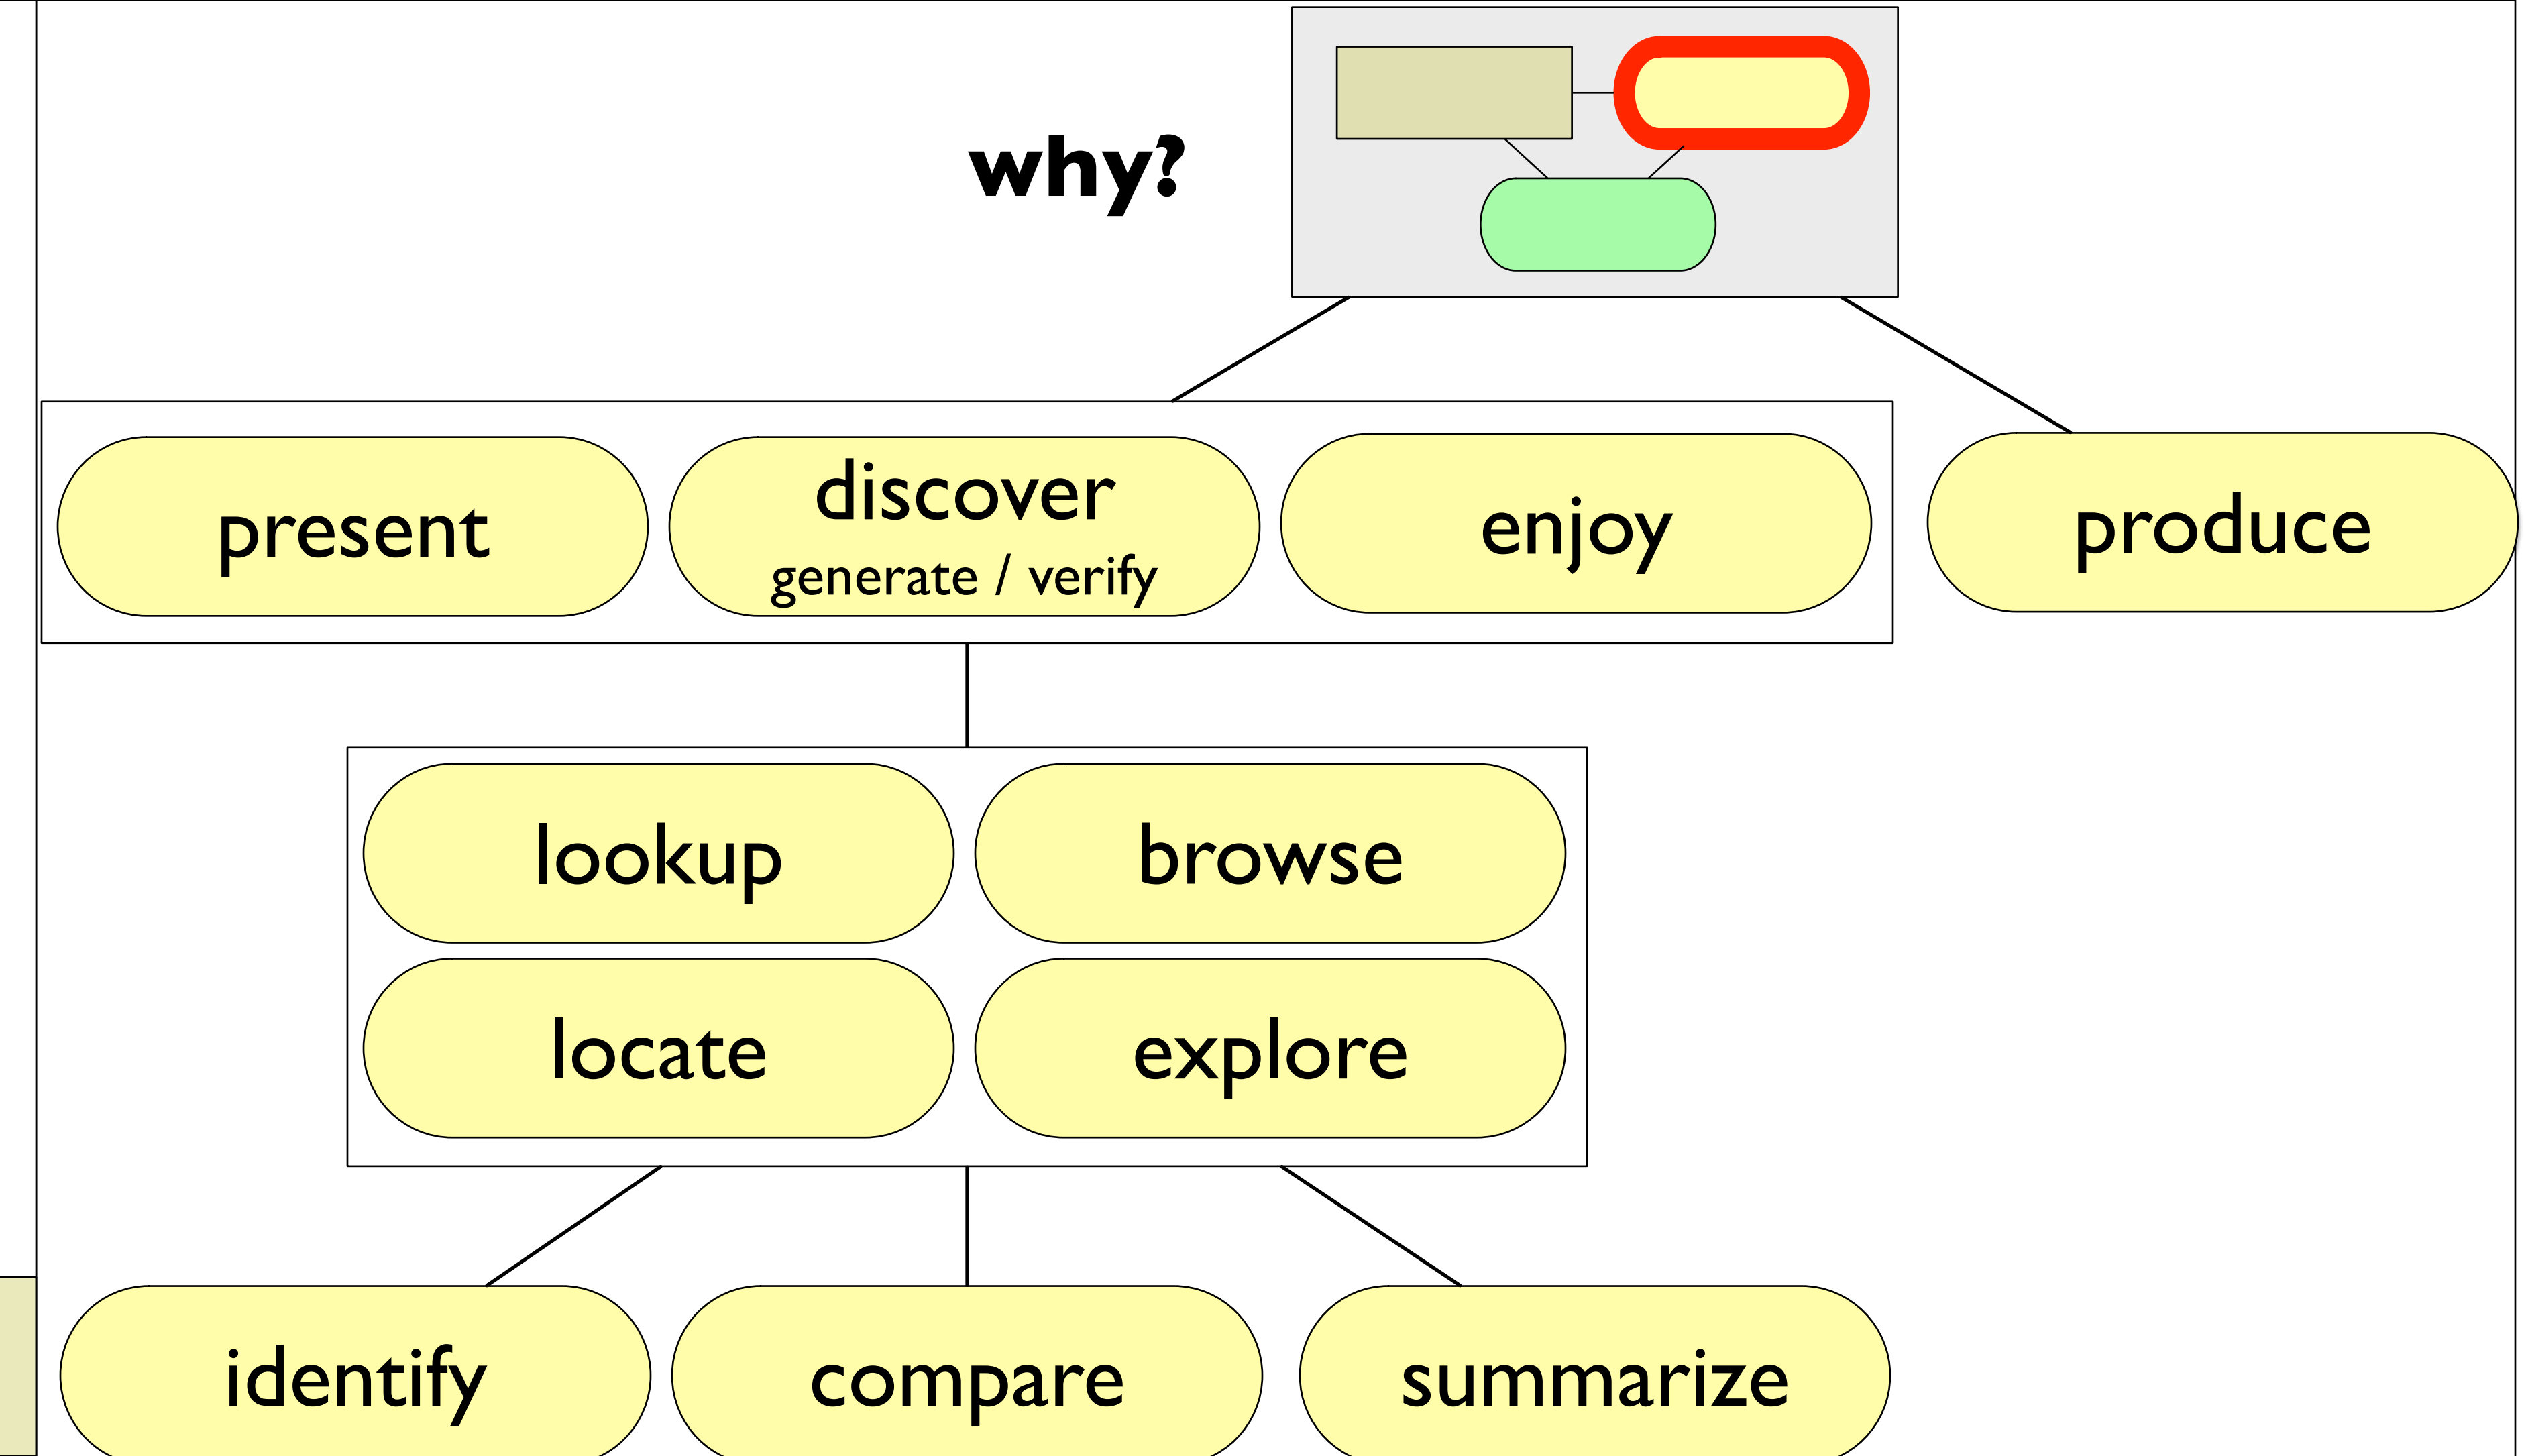 why?
present
discover
generate / verify
enjoy
produce
lookup
browse
locate
explore
identify
compare
summarize